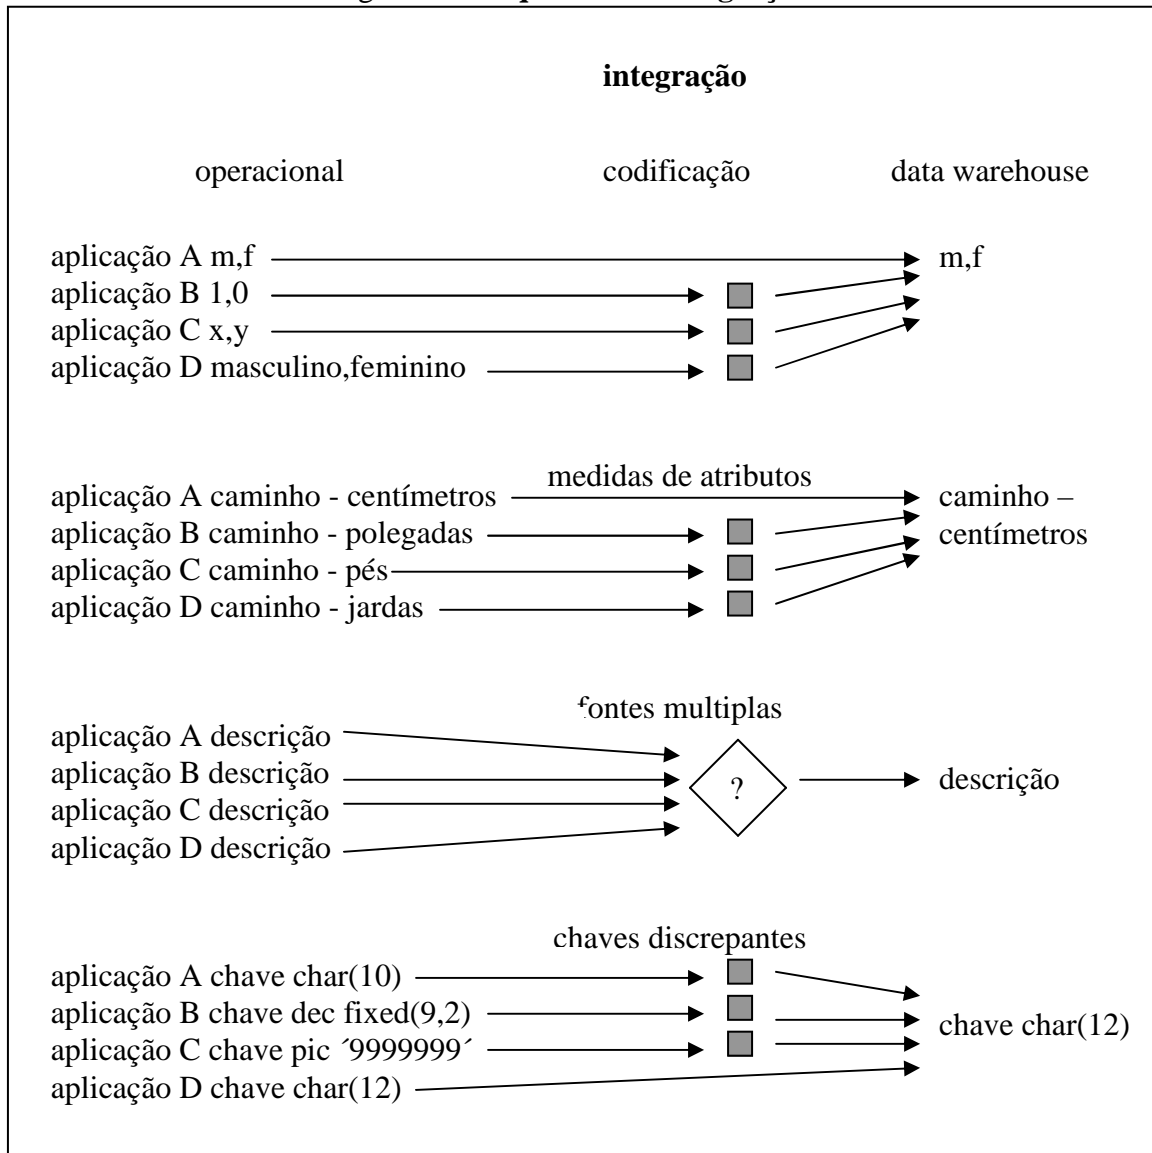 integração
operacional codificação data warehouse
aplicação A m,f m,f
aplicação B 1,0
aplicação C x,y
aplicação D masculino,feminino
medidas de atributos
aplicação A caminho - centímetros caminho –
aplicação B caminho - polegadas centímetros
aplicação C caminho - pés
aplicação D caminho - jardas
fontes multiplas
aplicação A descrição
aplicação B descrição ? descrição
aplicação C descrição
aplicação D descrição
chaves discrepantes
aplicação A chave char(10)
aplicação B chave dec fixed(9,2) chave char(12)
aplicação C chave pic ´9999999´
aplicação D chave char(12)